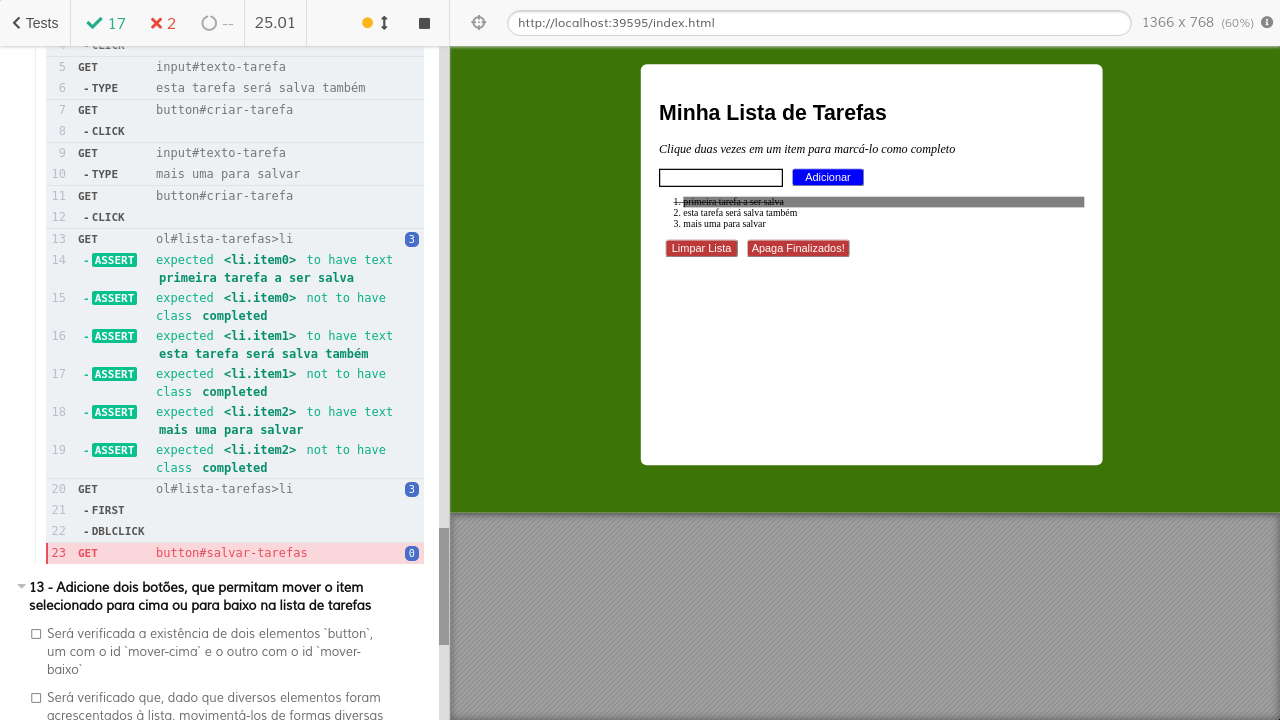 Tests 17 2 -- 25.01 http://localhost:39595/index.html 1366 x 768 (60%)
4 - CLICK
5 GET input#texto-tarefa
6 - TYPE esta tarefa será salva também
7 GET button#criar-tarefa
8 - CLICK
9 GET input#texto-tarefa
10 - TYPE mais uma para salvar
11 GET button#criar-tarefa
12 - CLICK
13 GET ol#lista-tarefas>li 3
14 - ASSERT expected <li.item0> to have text
primeira tarefa a ser salva
15 - ASSERT expected <li.item0> not to have
class completed
16 - ASSERT expected <li.item1> to have text
esta tarefa será salva também
17 - ASSERT expected <li.item1> not to have
class completed
18 - ASSERT expected <li.item2> to have text
mais uma para salvar
19 - ASSERT expected <li.item2> not to have
class completed
20 GET ol#lista-tarefas>li 3
21 - FIRST
22 - DBLCLICK
23 GET button#salvar-tarefas 0
13 - Adicione dois botões, que permitam mover o item
selecionado para cima ou para baixo na lista de tarefas
Será verificada a existência de dois elementos `button`,
um com o id `mover-cima` e o outro com o id `mover-
baixo`
Será verificado que, dado que diversos elementos foram
acrescentados à lista, movimentá-los de formas diversas
Minha Lista de Tarefas
Clique duas vezes em um item para marcá-lo como completo
Adicionar
1. primeira tarefa a ser salva
2. esta tarefa será salva também
3. mais uma para salvar
Limpar Lista Apaga Finalizados!